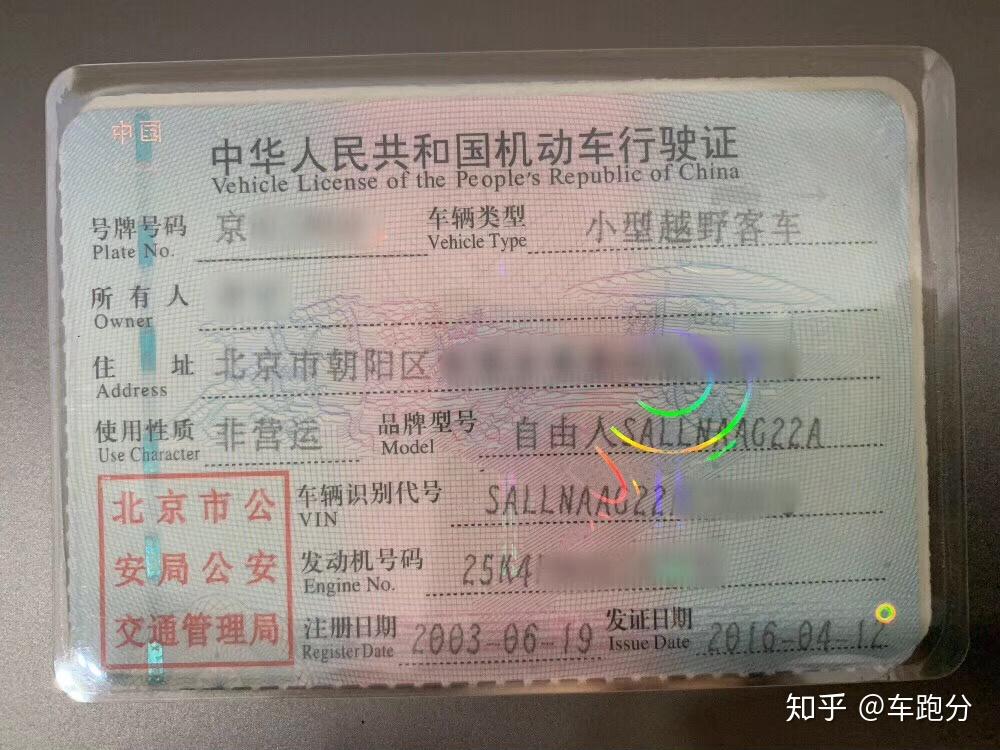 中国
中华人民共和国机动车行驶证
Vehicle License of the People's Republic of China
号牌号码 京 车辆类型 小型越野客车
Plate No. Vehicle Type
所有人
Owner
住址 北京市朝阳区
Address
使用性质 非营运 品牌型号 自由人SALLNAAG22A
Use Character Model
北京市公
安局公安
交通管理局
车辆识别代号 SALLNAAG22
VIN
发动机号码 25K4
Engine No.
注册日期 2003-06-19 发证日期 2016-04-12
Register Date Issue Date
知乎 @车跑分